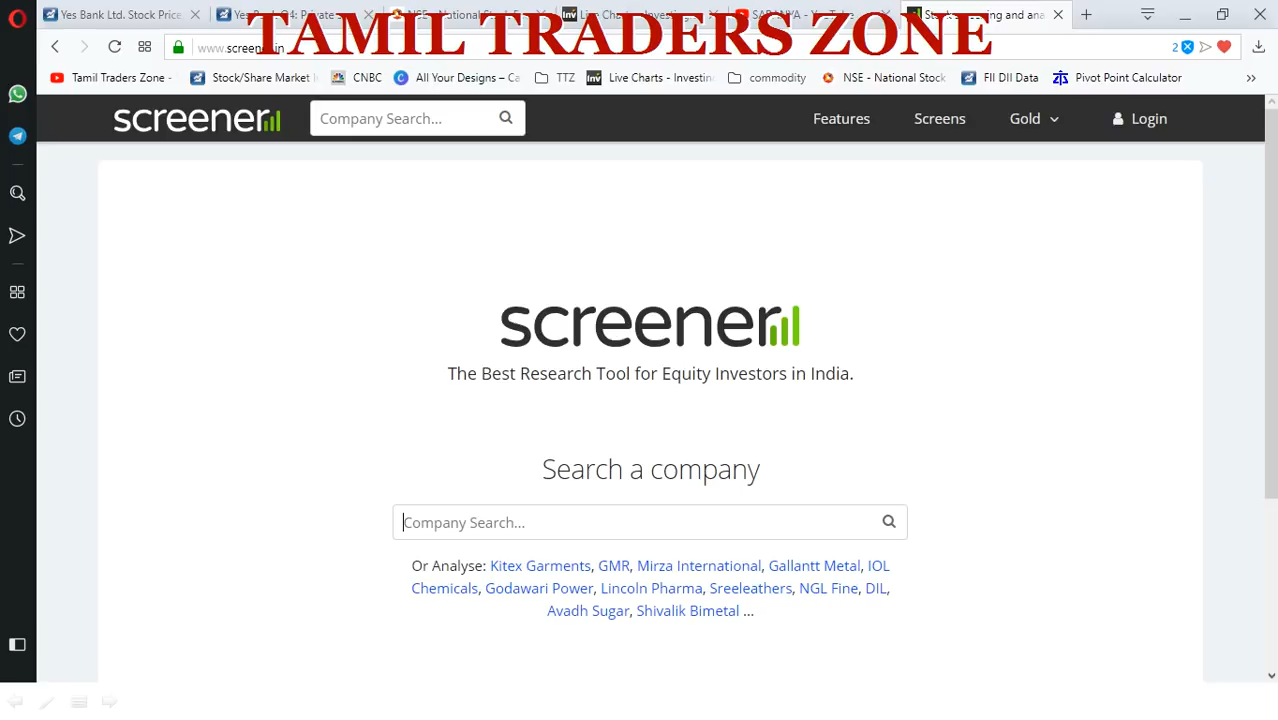 Yes Bank Ltd. Stock Price,
TAMIL TRADERS ZONE
www.screener.in
2
Tamil Traders Zone -
Stock/Share Market
CNBC
All Your Designs – Ca
TTZ
Live Charts - Investin
commodity
NSE - National Stock
FII DII Data
Pivot Point Calculator
screener
Company Search...
Features
Screens
Gold
Login
screener
The Best Research Tool for Equity Investors in India.
Search a company
Company Search...
Or Analyse: Kitex Garments, GMR, Mirza International, Gallantt Metal, IOL
Chemicals, Godawari Power, Lincoln Pharma, Sreeleathers, NGL Fine, DIL,
Avadh Sugar, Shivalik Bimetal ...